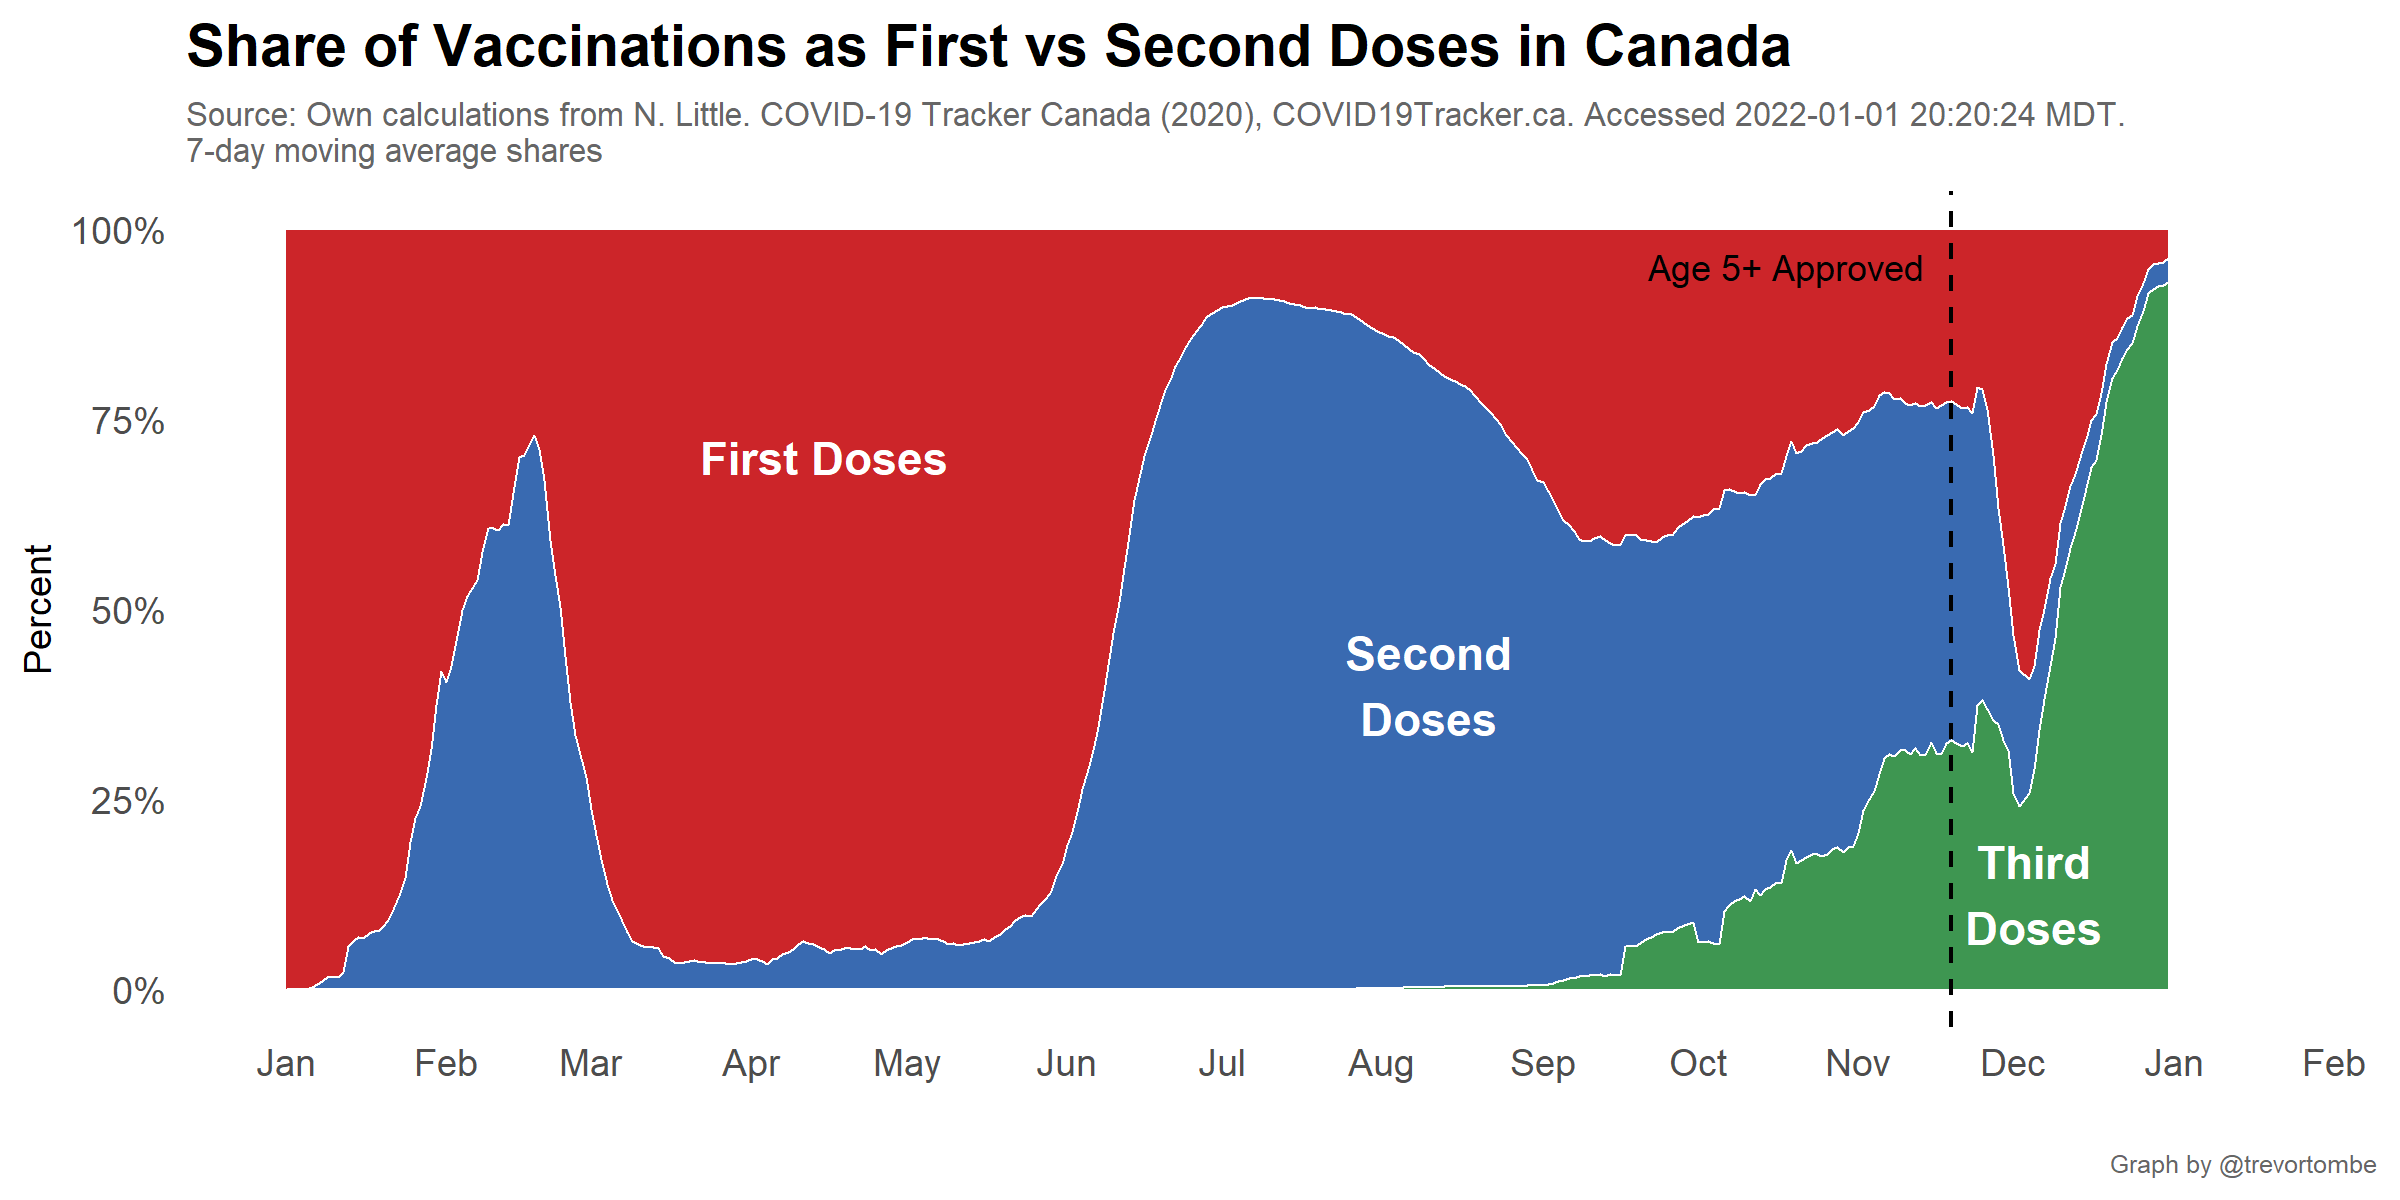 Share of Vaccinations as First vs Second Doses in Canada
Source: Own calculations from N. Little. COVID-19 Tracker Canada (2020), COVID19Tracker.ca. Accessed 2022-01-01 20:20:24 MDT.
7-day moving average shares
100%
75%
50%
25%
0%
Percent
Age 5+ Approved
First Doses
Second
Doses
Third
Doses
Jan
Feb
Mar
Apr
May
Jun
Jul
Aug
Sep
Oct
Nov
Dec
Jan
Feb
Graph by @trevortombe